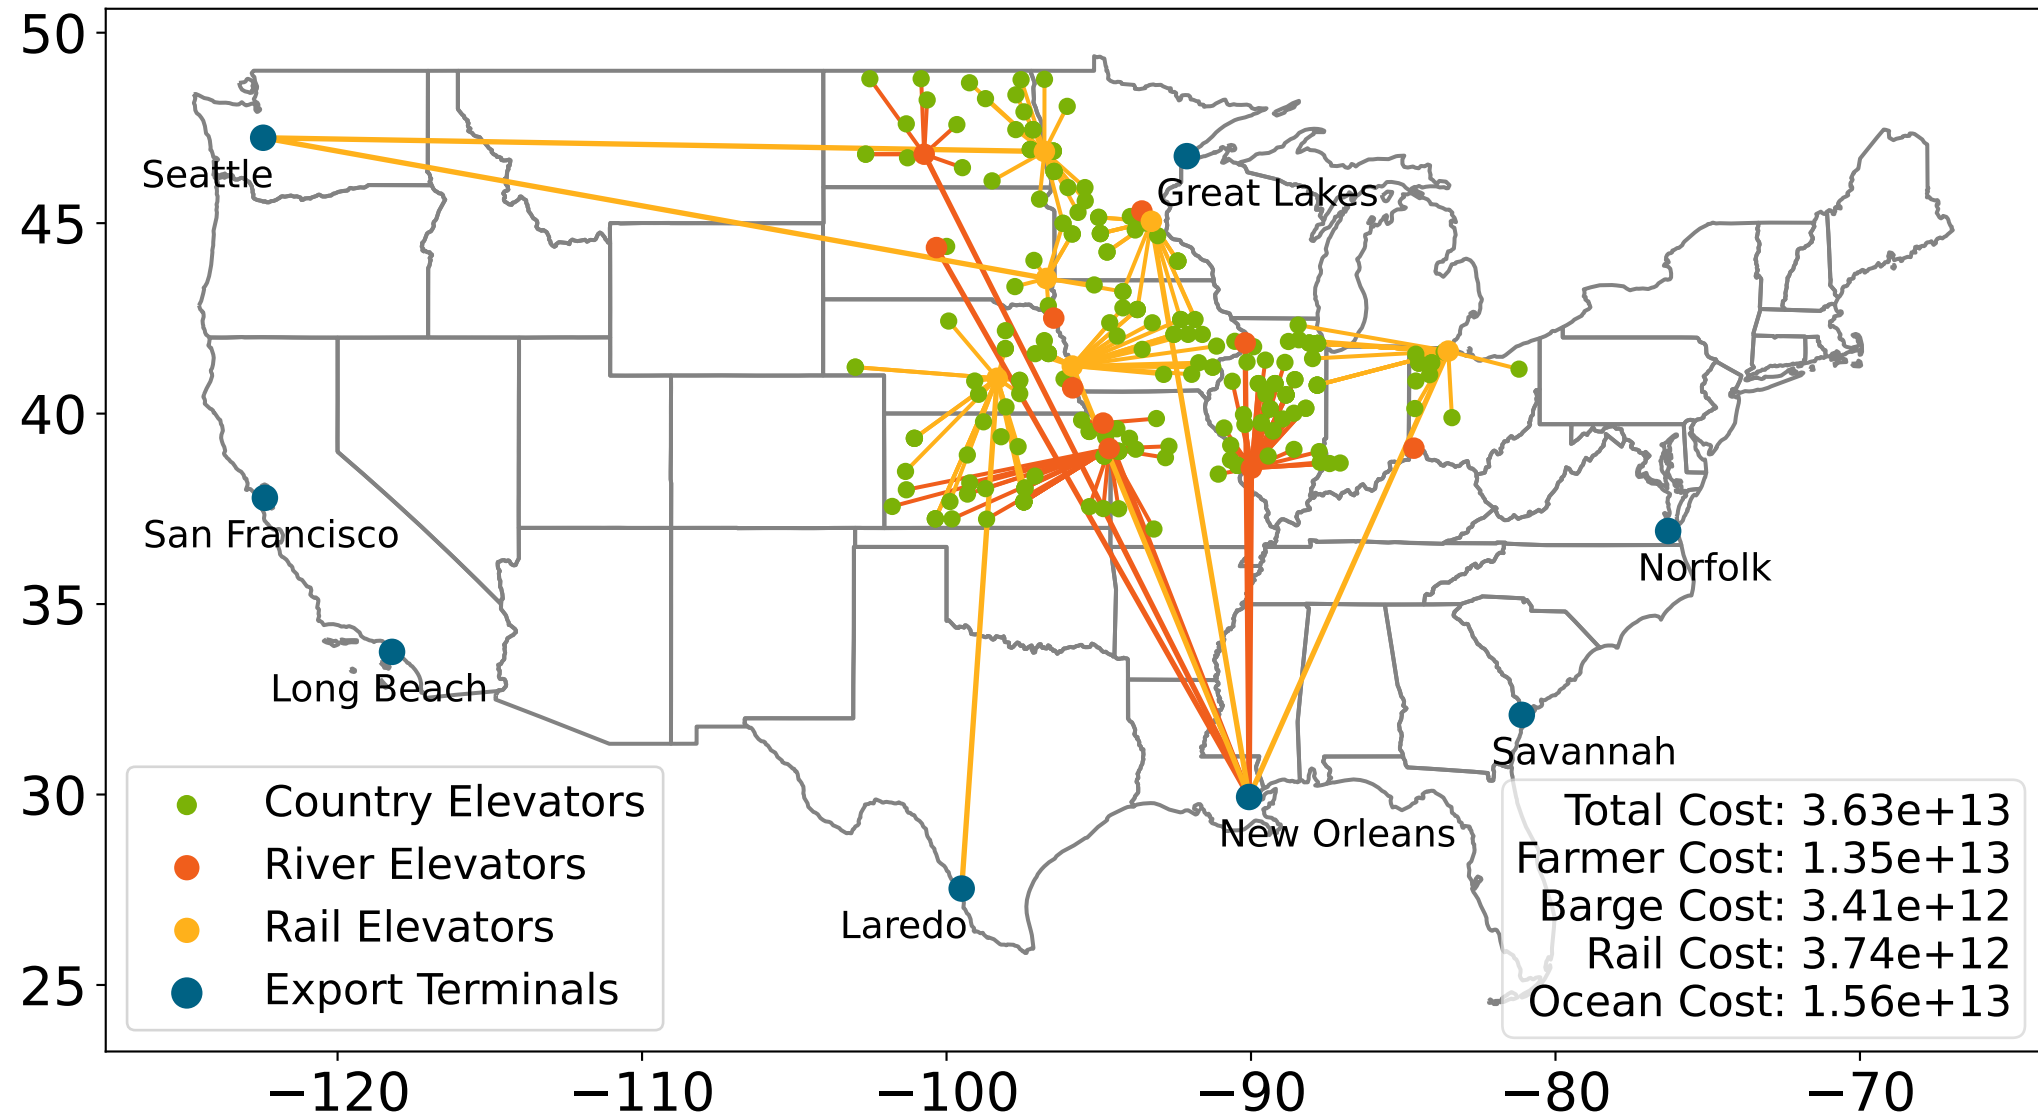 50
45
40
35
30
25
−120
−110
−100
−90
−80
−70
Seattle
Great Lakes
San Francisco
Norfolk
Long Beach
Savannah
New Orleans
Laredo
Country Elevators
River Elevators
Rail Elevators
Export Terminals
Total Cost: 3.63e+13
Farmer Cost: 1.35e+13
Barge Cost: 3.41e+12
Rail Cost: 3.74e+12
Ocean Cost: 1.56e+13